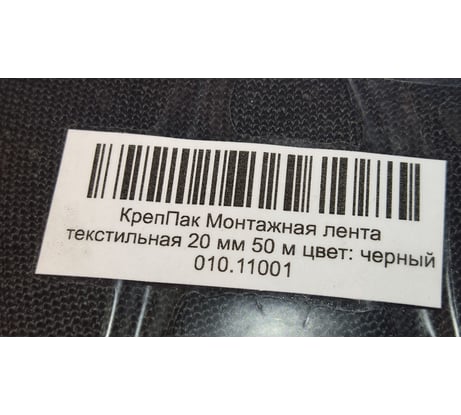 КрепПак Монтажная лента
текстильная 20 мм 50 м цвет: черный
010.11001